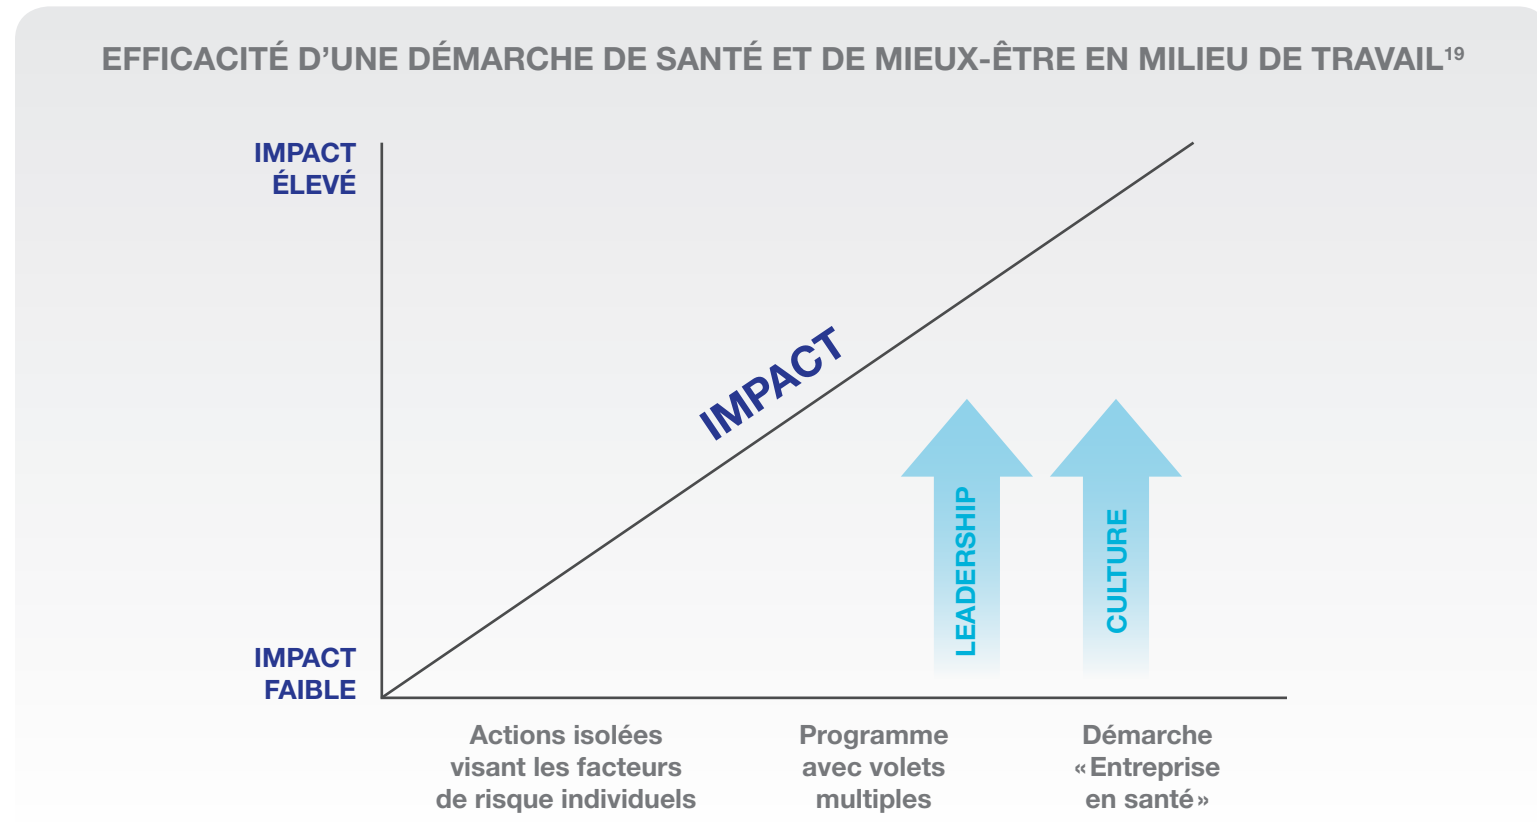 EFFICACITÉ D’UNE DÉMARCHE DE SANTÉ ET DE MIEUX-ÊTRE EN MILIEU DE TRAVAIL¹⁹
IMPACT
ÉLEVÉ
IMPACT
LEADERSHIP
CULTURE
IMPACT
FAIBLE
Actions isolées
visant les facteurs
de risque individuels
Programme
avec volets
multiples
Démarche
« Entreprise
en santé »